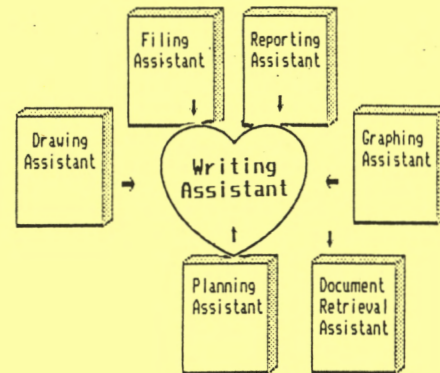 Filing
Assistant
Reporting
Assistant
Drawing
Assistant
Writing
Assistant
Graphing
Assistant
Planning
Assistant
Document
Retrieval
Assistant